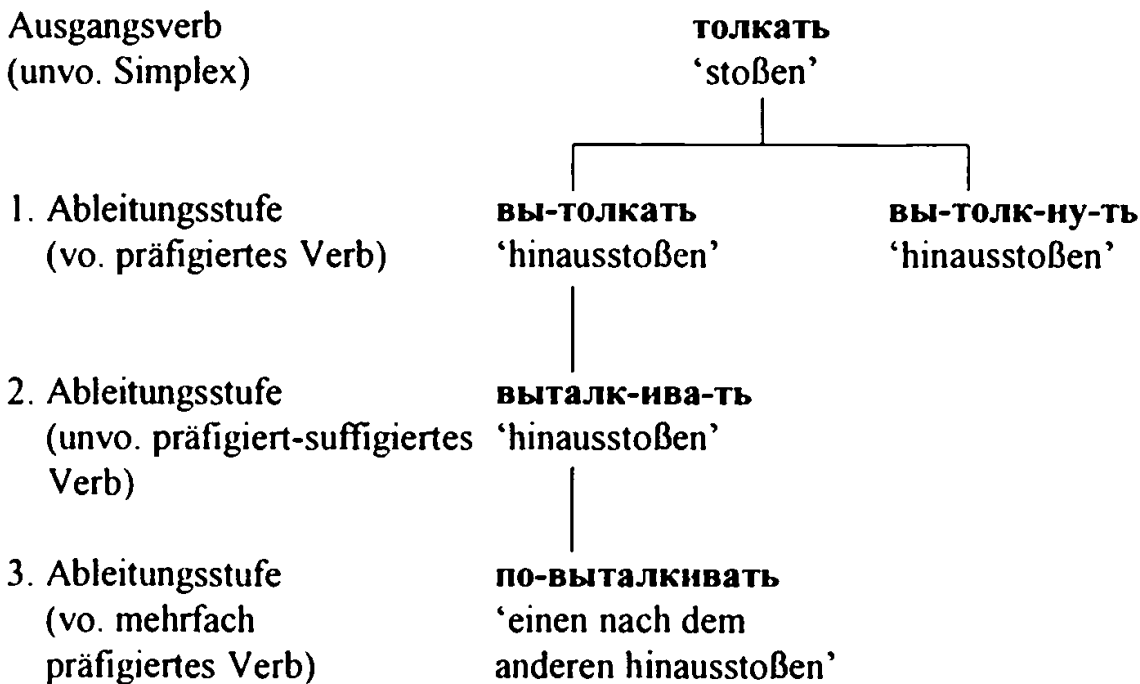 Ausgangsverb толкать
(unvo. Simplex) ‘stoßen’
1. Ableitungsstufe вы-толкать вы-толк-ну-ть
(vo. präfigiertes Verb) ‘hinausstoßen’ ‘hinausstoßen’
2. Ableitungsstufe выталк-ива-ть
(unvo. präfigiert-suffigiertes ‘hinausstoßen’
Verb)
3. Ableitungsstufe по-выталкивать
(vo. mehrfach ‘einen nach dem
präfigiertes Verb) anderen hinausstoßen’